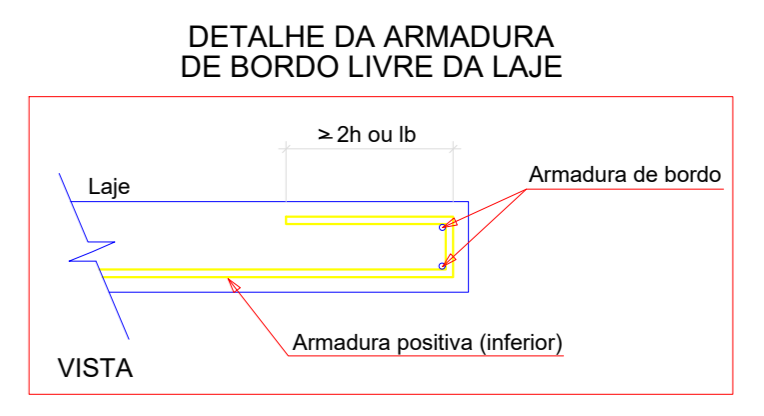 DETALHE DA ARMADURA
DE BORDO LIVRE DA LAJE
≥ 2h ou lb
Armadura de bordo
Laje
Armadura positiva (inferior)
VISTA